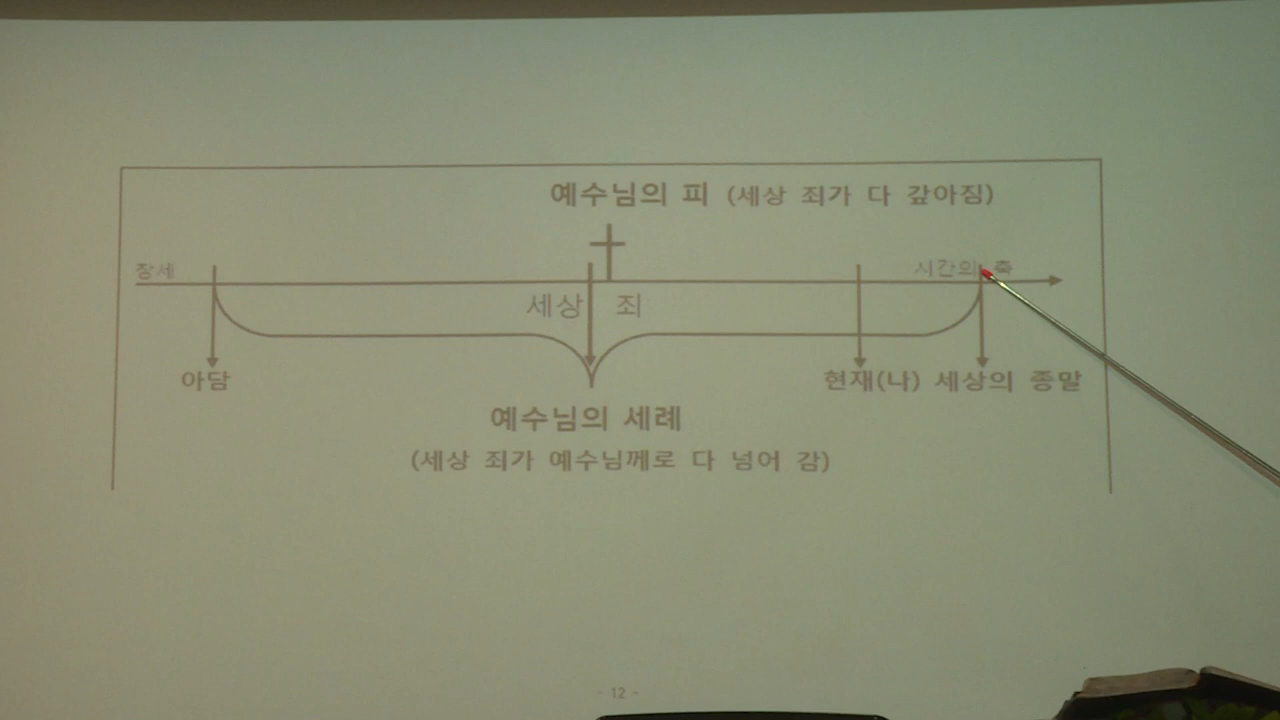 예수님의 피 (세상 죄가 다 갚아짐)
창세
시간의 축
세상 죄
아담
현재(나) 세상의 종말
예수님의 세례
(세상 죄가 예수님께로 다 넘어 감)
- 12 -